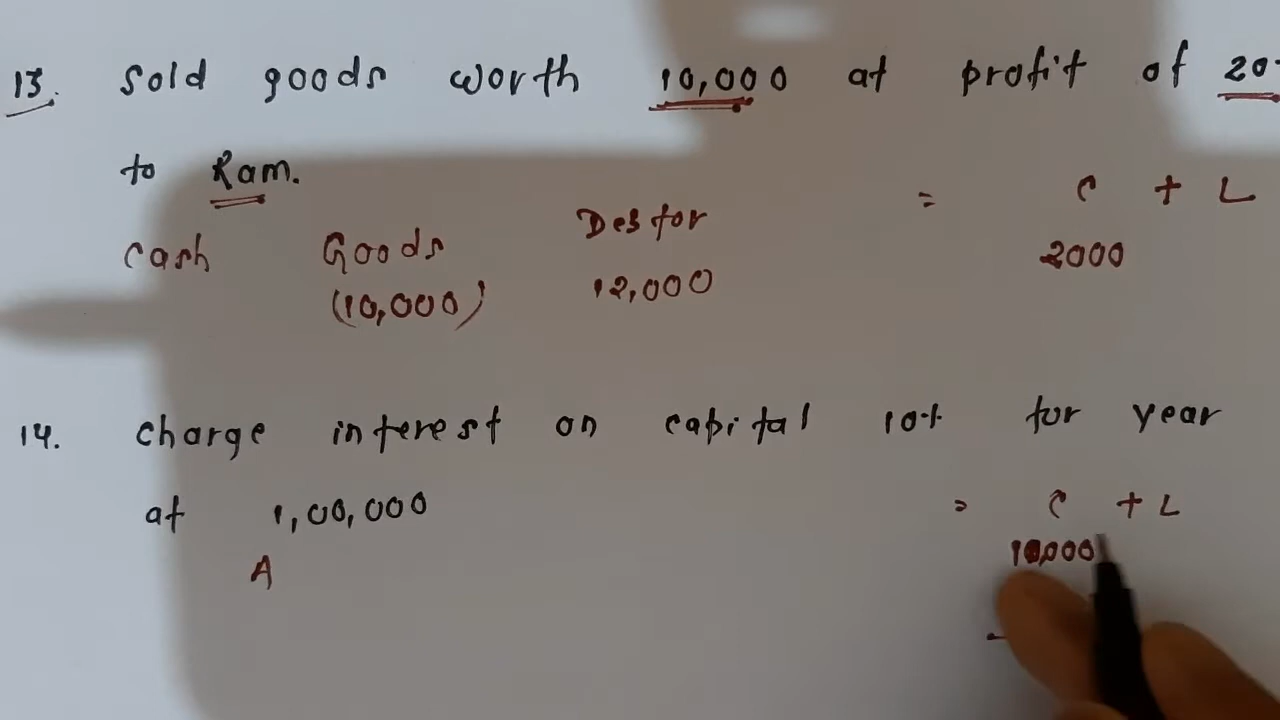 13. Sold goods worth 10,000 at profit of 20
to Ram.
= C + L
Cash Goods Debtor
2000
(10,000) 12,000
14. Charge interest on capital 10% for year
at 1,00,000
= C + L
A 10,000